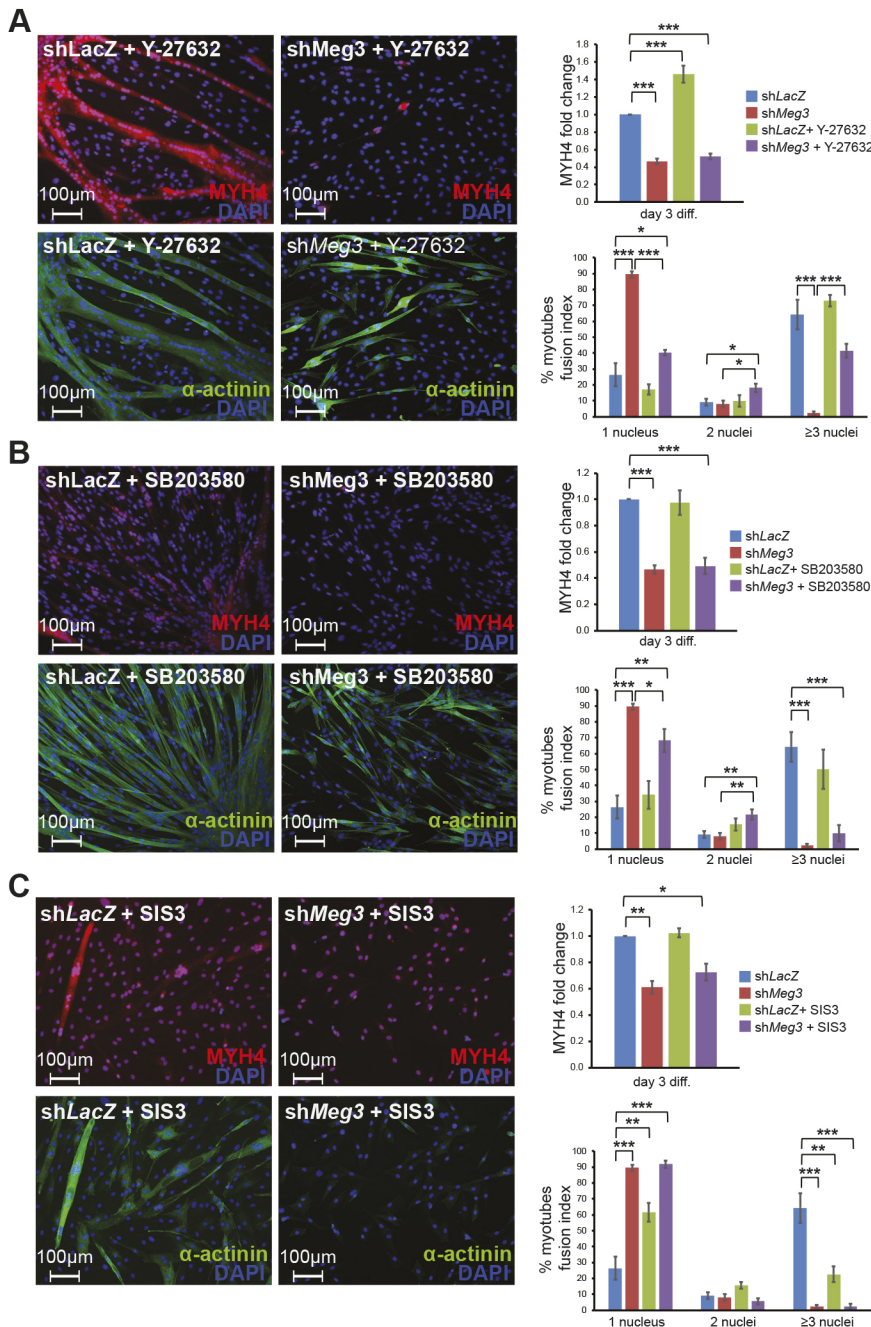 A
shLacZ + Y-27632
MYH4
DAPI
100µm
shMeg3 + Y-27632
MYH4
DAPI
100µm
shLacZ + Y-27632
α-actinin
DAPI
100µm
shMeg3 + Y-27632
α-actinin
DAPI
100µm
MYH4 fold change
1.8
1.6
1.4
1.2
1.0
0.8
0.6
0.4
0.2
0.0
***
***
***
day 3 diff.
shLacZ
shMeg3
shLacZ+ Y-27632
shMeg3 + Y-27632
% myotubes
fusion index
100
90
80
70
60
50
40
30
20
10
0
*
*** ***
*
*
*** ***
1 nucleus
2 nuclei
≥3 nuclei
B
shLacZ + SB203580
MYH4
DAPI
100µm
shMeg3 + SB203580
MYH4
DAPI
100µm
shLacZ + SB203580
α-actinin
DAPI
100µm
shMeg3 + SB203580
α-actinin
DAPI
100µm
MYH4 fold change
1.2
1.0
0.8
0.6
0.4
0.2
0
***
***
day 3 diff.
shLacZ
shMeg3
shLacZ+ SB203580
shMeg3 + SB203580
% myotubes
fusion index
100
90
80
70
60
50
40
30
20
10
0
**
*** *
**
**
***
***
1 nucleus
2 nuclei
≥3 nuclei
C
shLacZ + SIS3
MYH4
DAPI
100µm
shMeg3 + SIS3
MYH4
DAPI
100µm
shLacZ + SIS3
α-actinin
DAPI
100µm
shMeg3 + SIS3
α-actinin
DAPI
100µm
MYH4 fold change
1.2
1.0
0.8
0.6
0.4
0.2
0.0
*
**
day 3 diff.
shLacZ
shMeg3
shLacZ+ SIS3
shMeg3 + SIS3
% myotubes
fusion index
100
90
80
70
60
50
40
30
20
10
0
***
**
***
***
**
***
1 nucleus
2 nuclei
≥3 nuclei